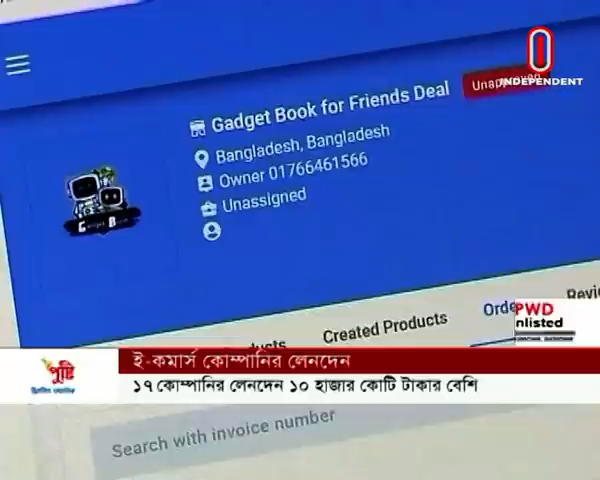 INDEPENDENT
Gadget Book for Friends Deal
Bangladesh, Bangladesh
Owner 01766461566
Unassigned
Created Products
PWD
ই-কমার্স কোম্পানির লেনদেন
পুষ্টি
১৭ কোম্পানির লেনদেন ১০ হাজার কোটি টাকার বেশি
Search with invoice number